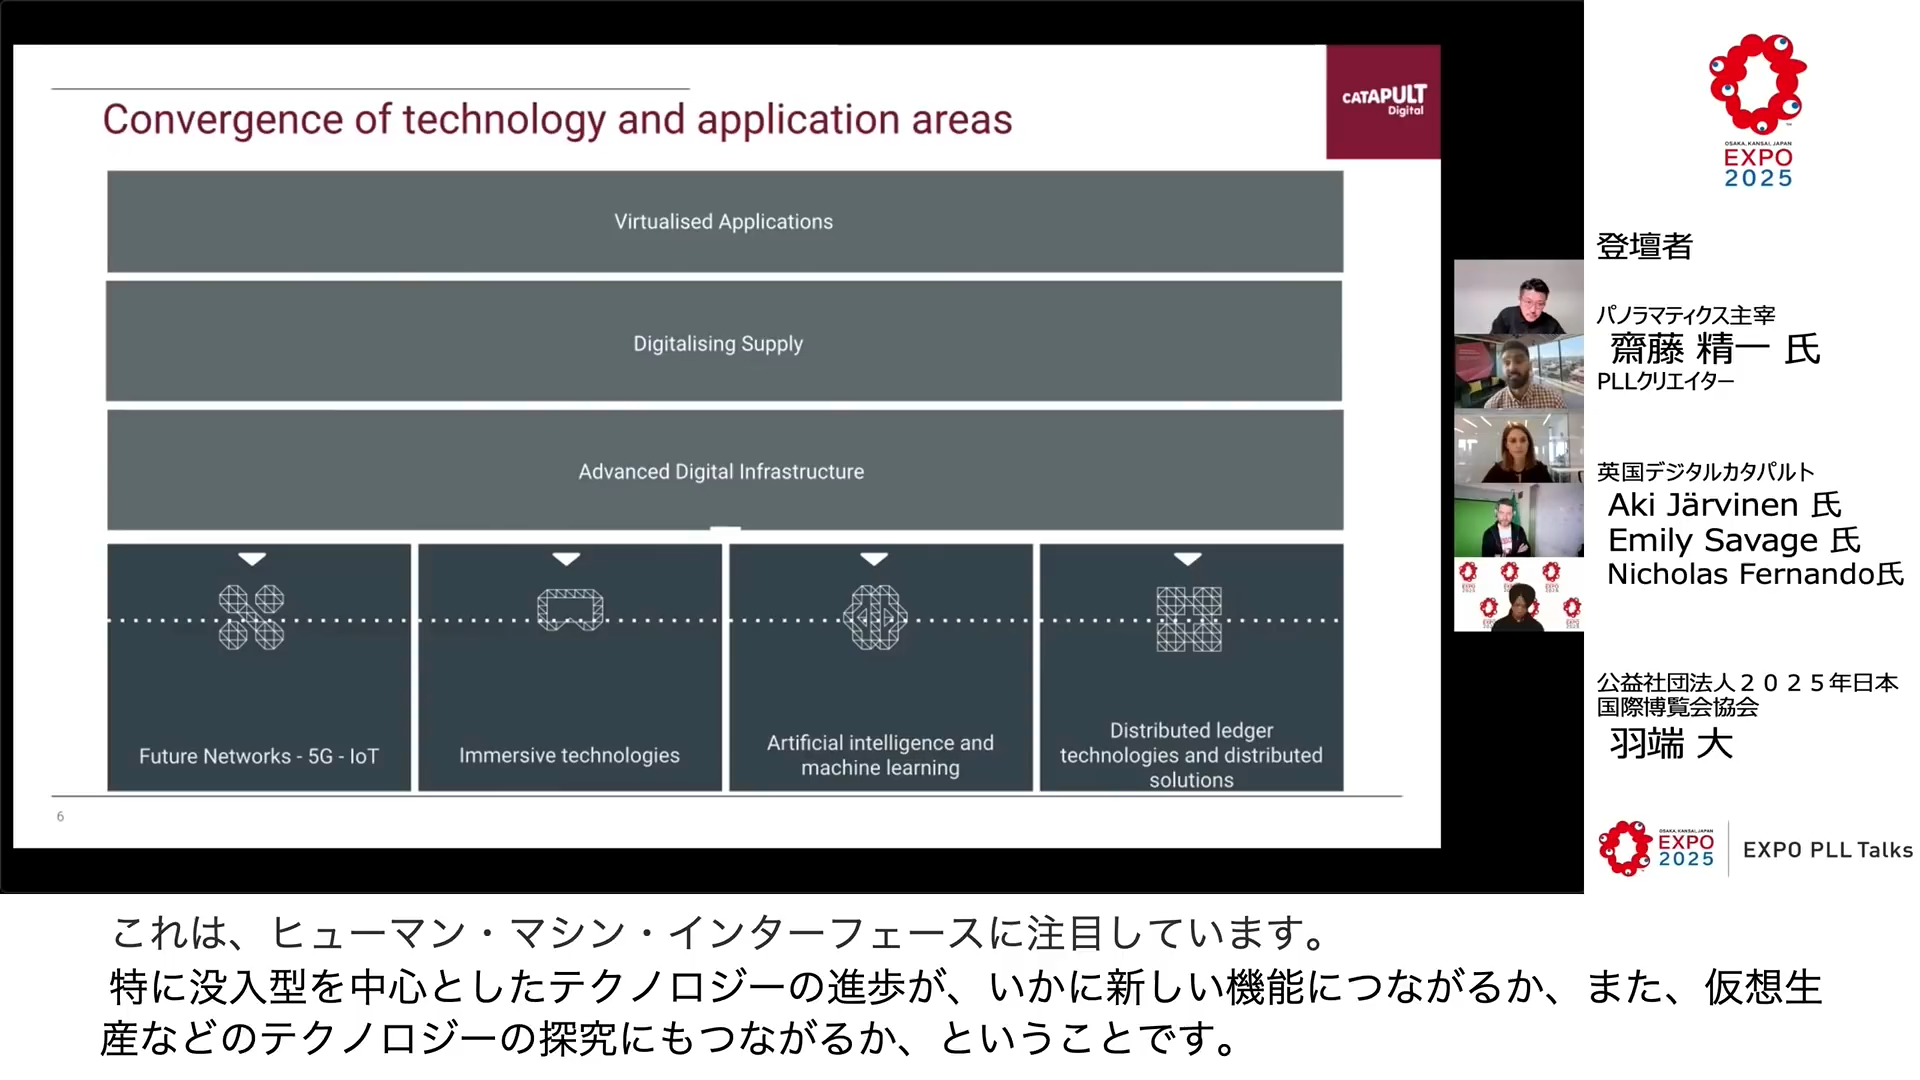 Convergence of technology and application areas
CATAPULT
Digital
Virtualised Applications
Digitalising Supply
Advanced Digital Infrastructure
Future Networks - 5G - IoT
Immersive technologies
Artificial intelligence and
machine learning
Distributed ledger
technologies and distributed
solutions
6
OSAKA, KANSAI, JAPAN
EXPO
2025
登壇者
パノラマティクス主宰
齋藤 精一 氏
PLLクリエイター
英国デジタルカタパルト
Aki Järvinen 氏
Emily Savage 氏
Nicholas Fernando氏
公益社団法人２０２５年日本
国際博覧会協会
羽端 大
OSAKA, KANSAI, JAPAN
EXPO
2025
EXPO PLL Talks
これは、ヒューマン・マシン・インターフェースに注目しています。
特に没入型を中心としたテクノロジーの進歩が、いかに新しい機能につながるか、また、仮想生
産などのテクノロジーの探究にもつながるか、ということです。